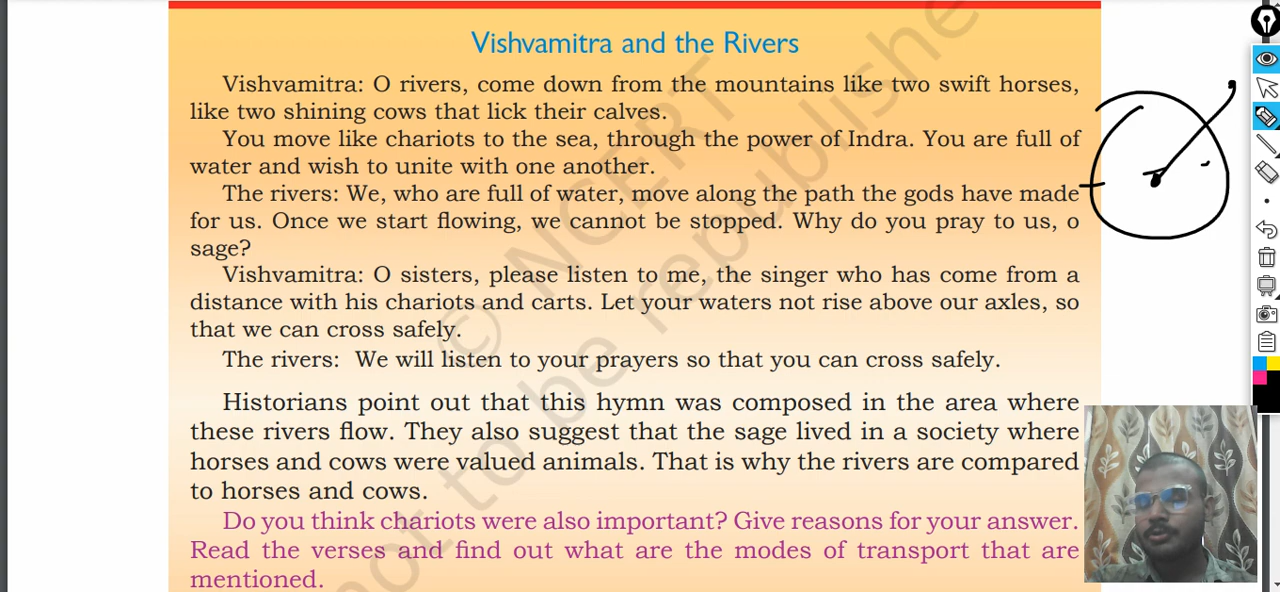 Vishvamitra and the Rivers
Vishvamitra: O rivers, come down from the mountains like two swift horses,
like two shining cows that lick their calves.
You move like chariots to the sea, through the power of Indra. You are full of
water and wish to unite with one another.
The rivers: We, who are full of water, move along the path the gods have made
for us. Once we start flowing, we cannot be stopped. Why do you pray to us, o
sage?
Vishvamitra: O sisters, please listen to me, the singer who has come from a
distance with his chariots and carts. Let your waters not rise above our axles, so
that we can cross safely.
The rivers: We will listen to your prayers so that you can cross safely.
Historians point out that this hymn was composed in the area where
these rivers flow. They also suggest that the sage lived in a society where
horses and cows were valued animals. That is why the rivers are compared
to horses and cows.
Do you think chariots were also important? Give reasons for your answer.
Read the verses and find out what are the modes of transport that are
mentioned.
© NCERT
not to be republishe